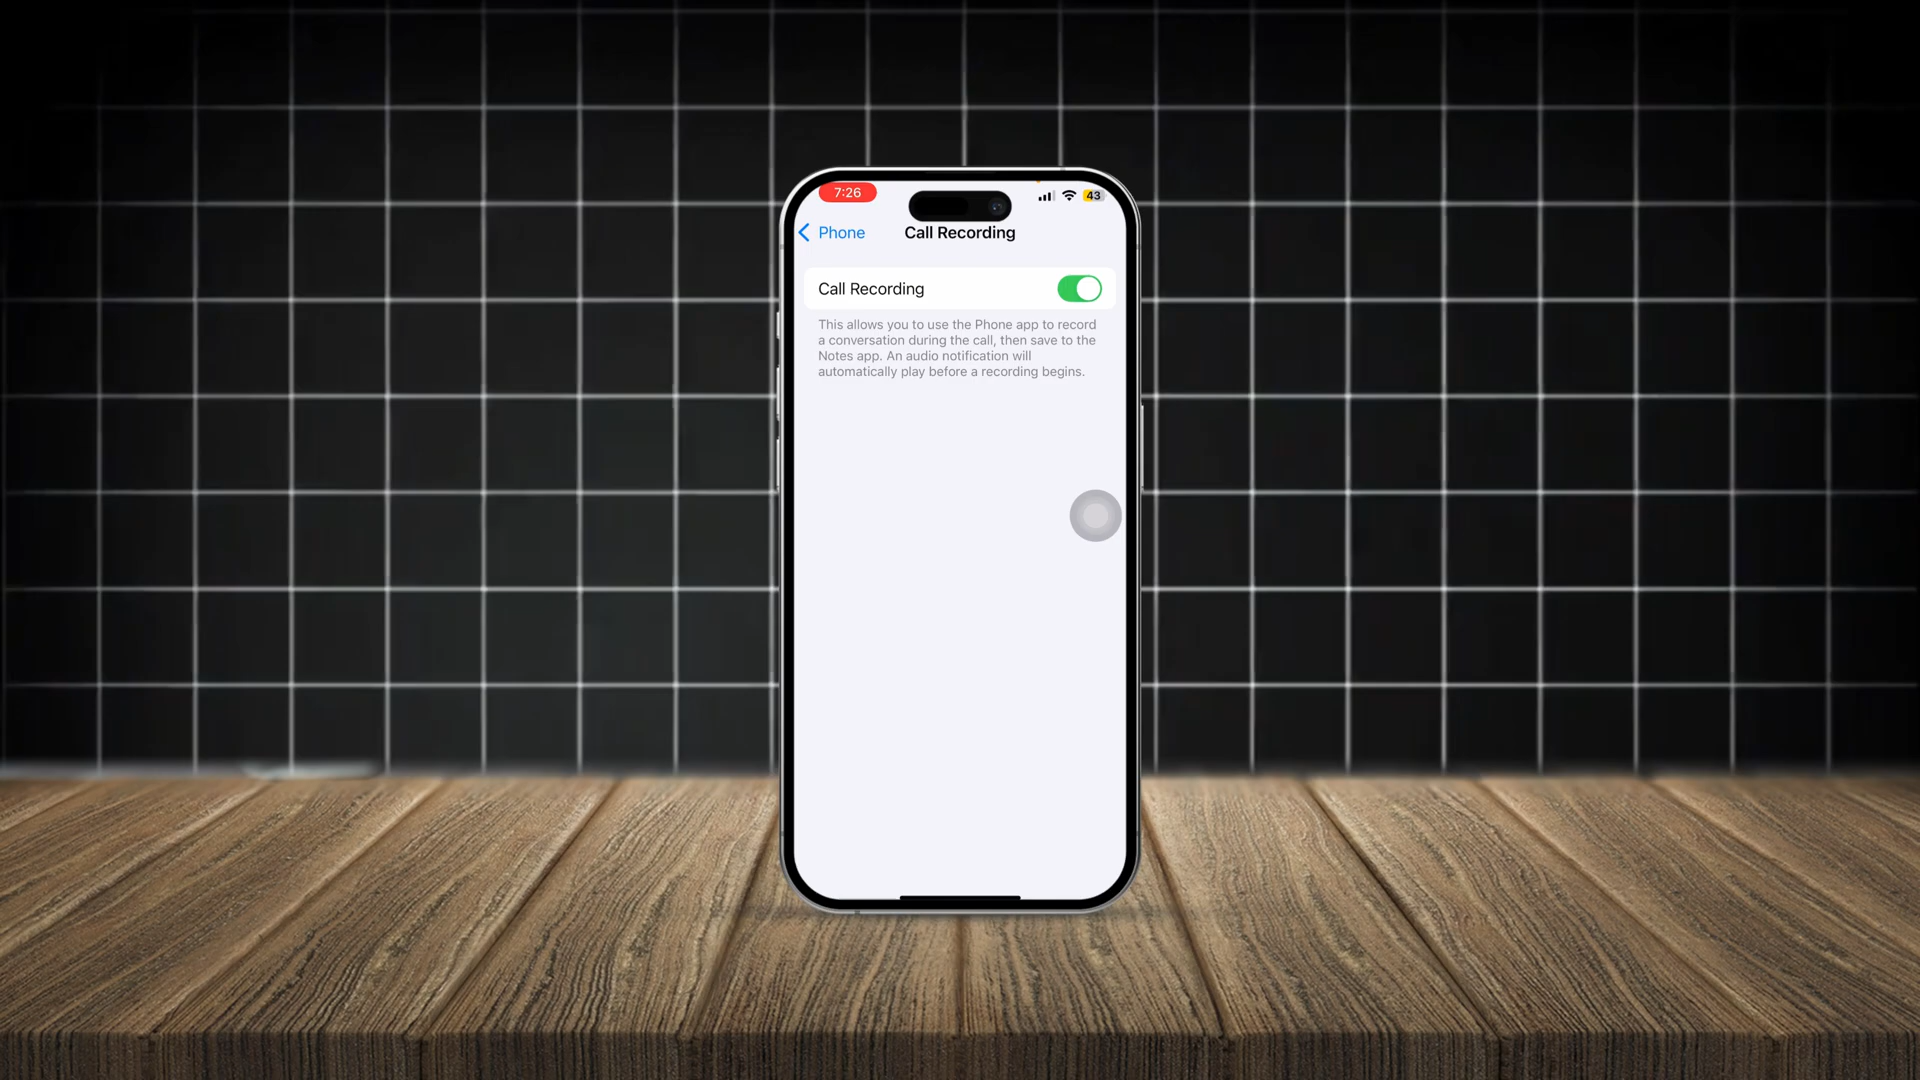 7:26
43
Phone
Call Recording
Call Recording
This allows you to use the Phone app to record
a conversation during the call, then save to the
Notes app. An audio notification will
automatically play before a recording begins.